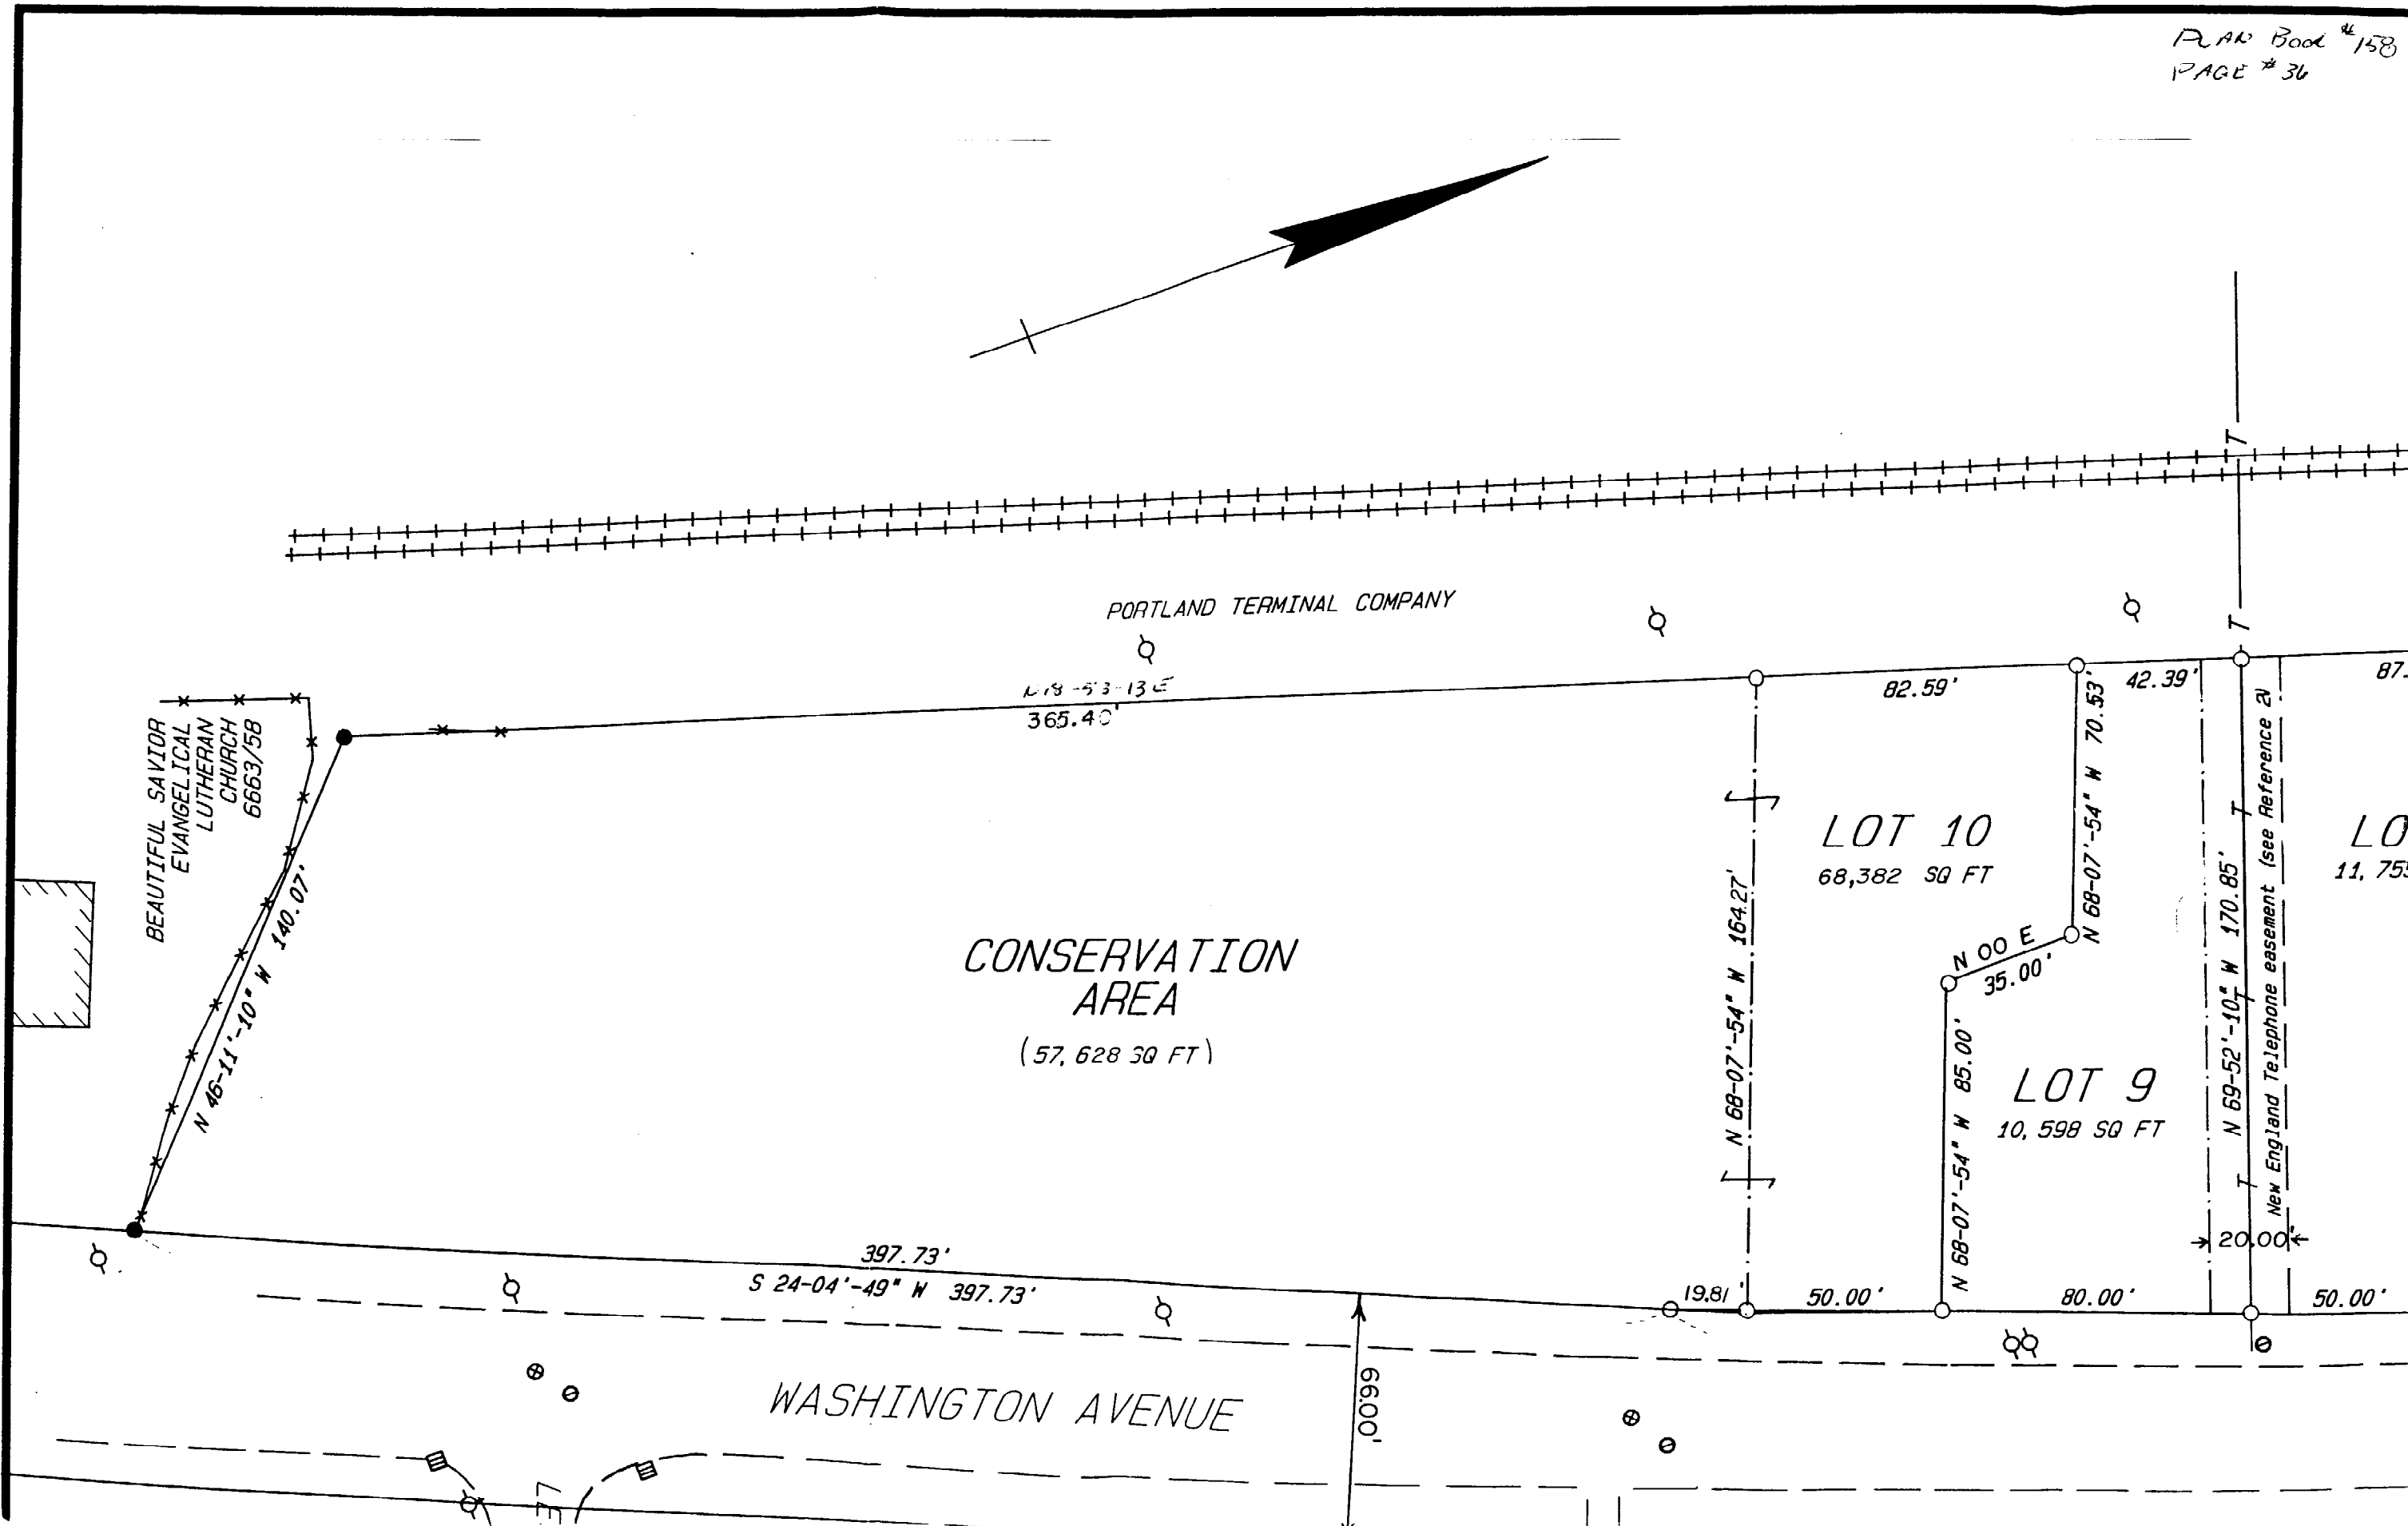 PLAN Book #158
PAGE #36
PORTLAND TERMINAL COMPANY
N18-53-13E
365.40'
82.59'
42.39'
87.
BEAUTIFUL SAVIOR
EVANGELICAL
LUTHERAN
CHURCH
6663/58
N 46-11'-10" W 140.07'
CONSERVATION
AREA
(57,628 SQ FT)
N 68-07'-54" W 164.27'
LOT 10
68,382 SQ FT
N 68-07'-54" W 70.53'
N 00 E
35.00'
N 68-07'-54" W 85.00'
LOT 9
10,598 SQ FT
N 69-52'-10" W 170.85'
New England Telephone easement (see Reference 2)
LO
11,755
T
T
T
T
T
20.00'
397.73'
S 24-04'-49" W 397.73'
19.81'
50.00'
80.00'
50.00'
WASHINGTON AVENUE
66.00'
37